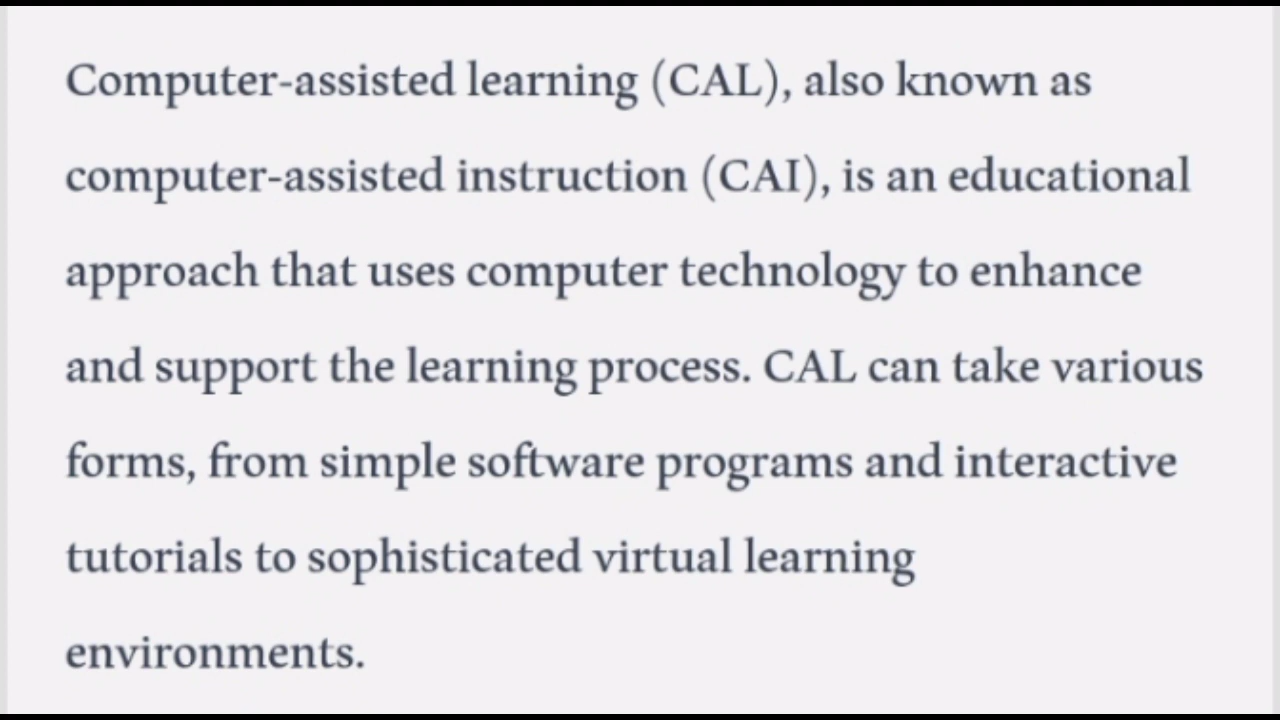 Computer-assisted learning (CAL), also known as
computer-assisted instruction (CAI), is an educational
approach that uses computer technology to enhance
and support the learning process. CAL can take various
forms, from simple software programs and interactive
tutorials to sophisticated virtual learning
environments.